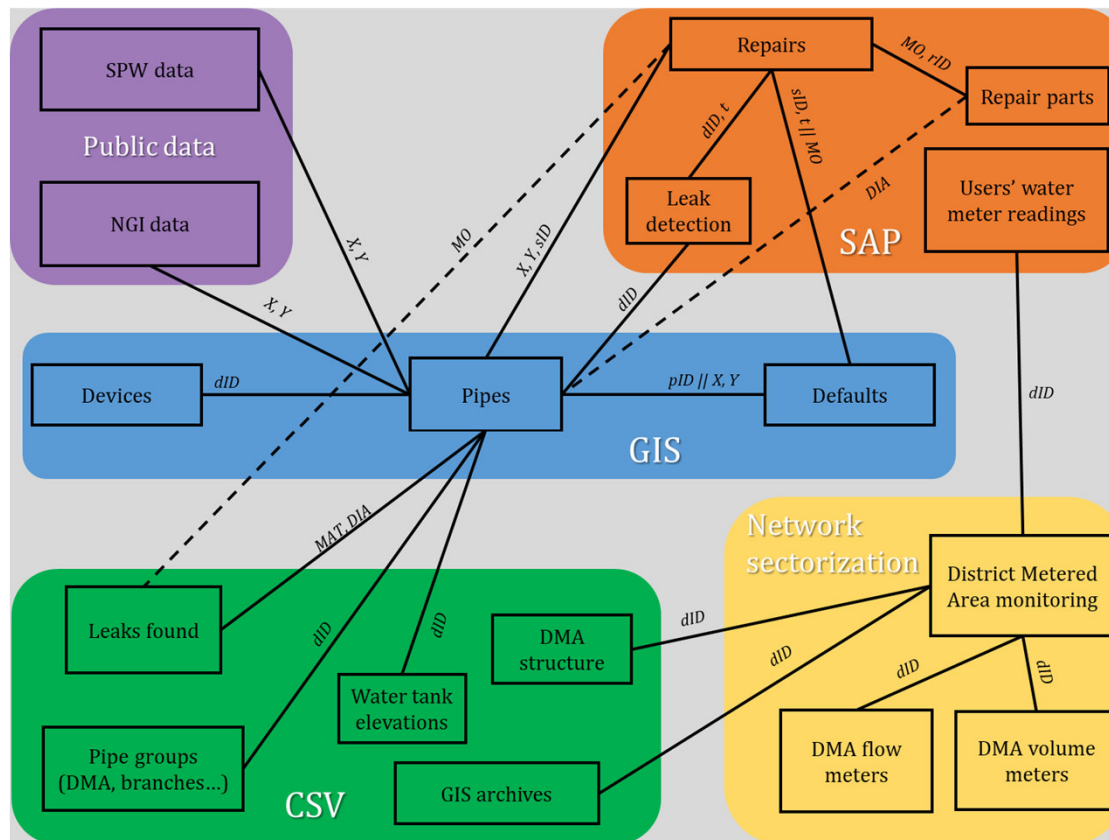 SPW data
Public data
NGI data
X, Y
X, Y
Repairs
MO, rID
Repair parts
dID, t
sID, t || MO
Leak
detection
DIA
Users’ water
meter readings
SAP
MO
X, Y, sID
dID
dID
Devices
dID
Pipes
pID || X, Y
Defaults
GIS
MAT, DIA
dID
dID
Leaks found
Water tank
elevations
DMA
structure
Pipe groups
(DMA, branches...)
GIS archives
CSV
Network
sectorization
District Metered
Area monitoring
dID
dID
dID
dID
DMA flow
meters
DMA volume
meters